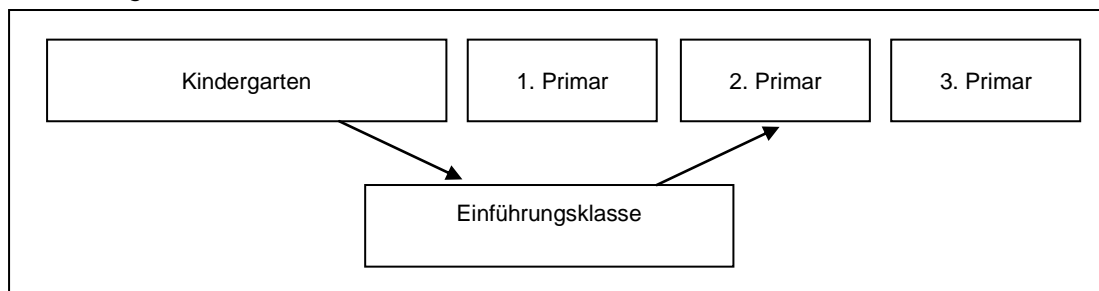 Kindergarten
1. Primar
2. Primar
3. Primar
Einführungsklasse